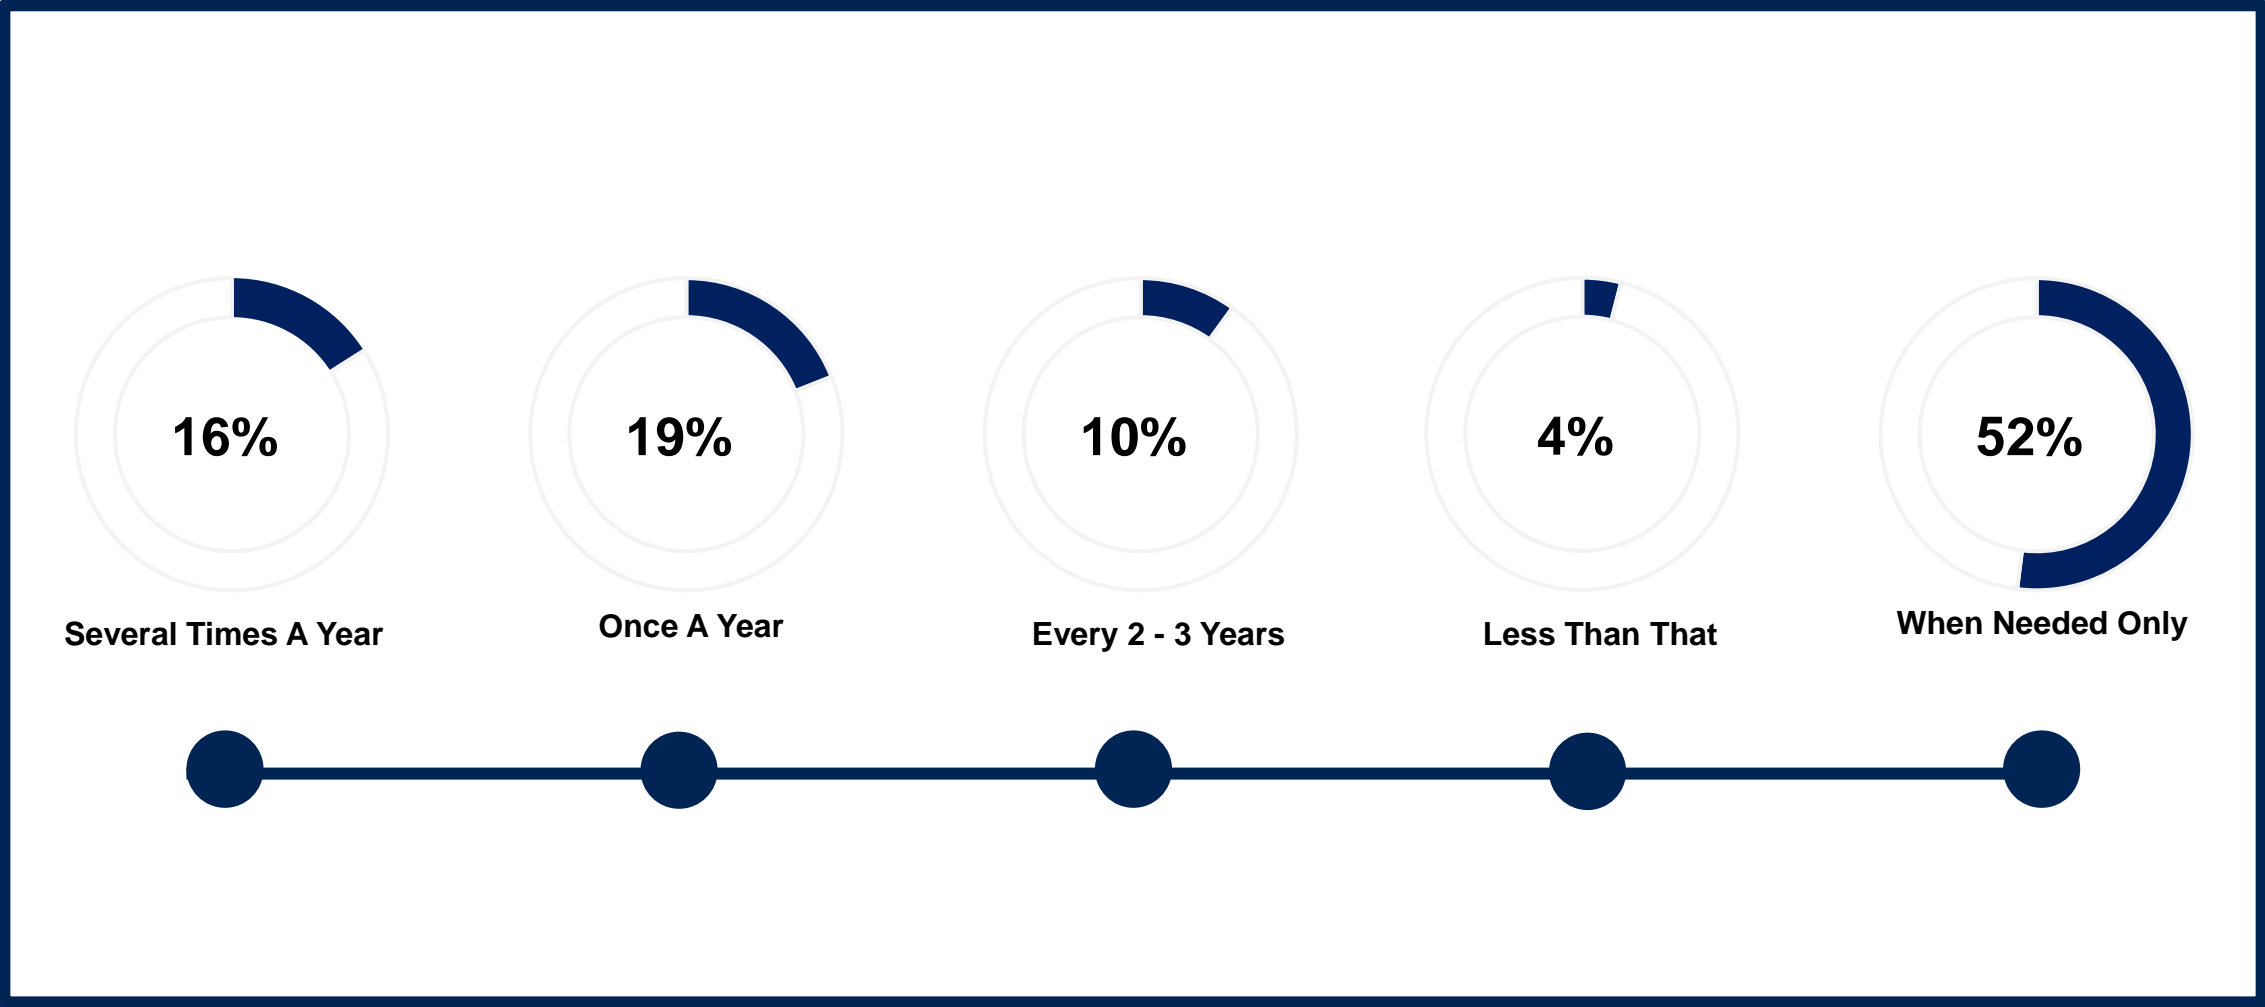 16%
19%
10%
4%
52%
Several Times A Year
Once A Year
Every 2 - 3 Years
Less Than That
When Needed Only